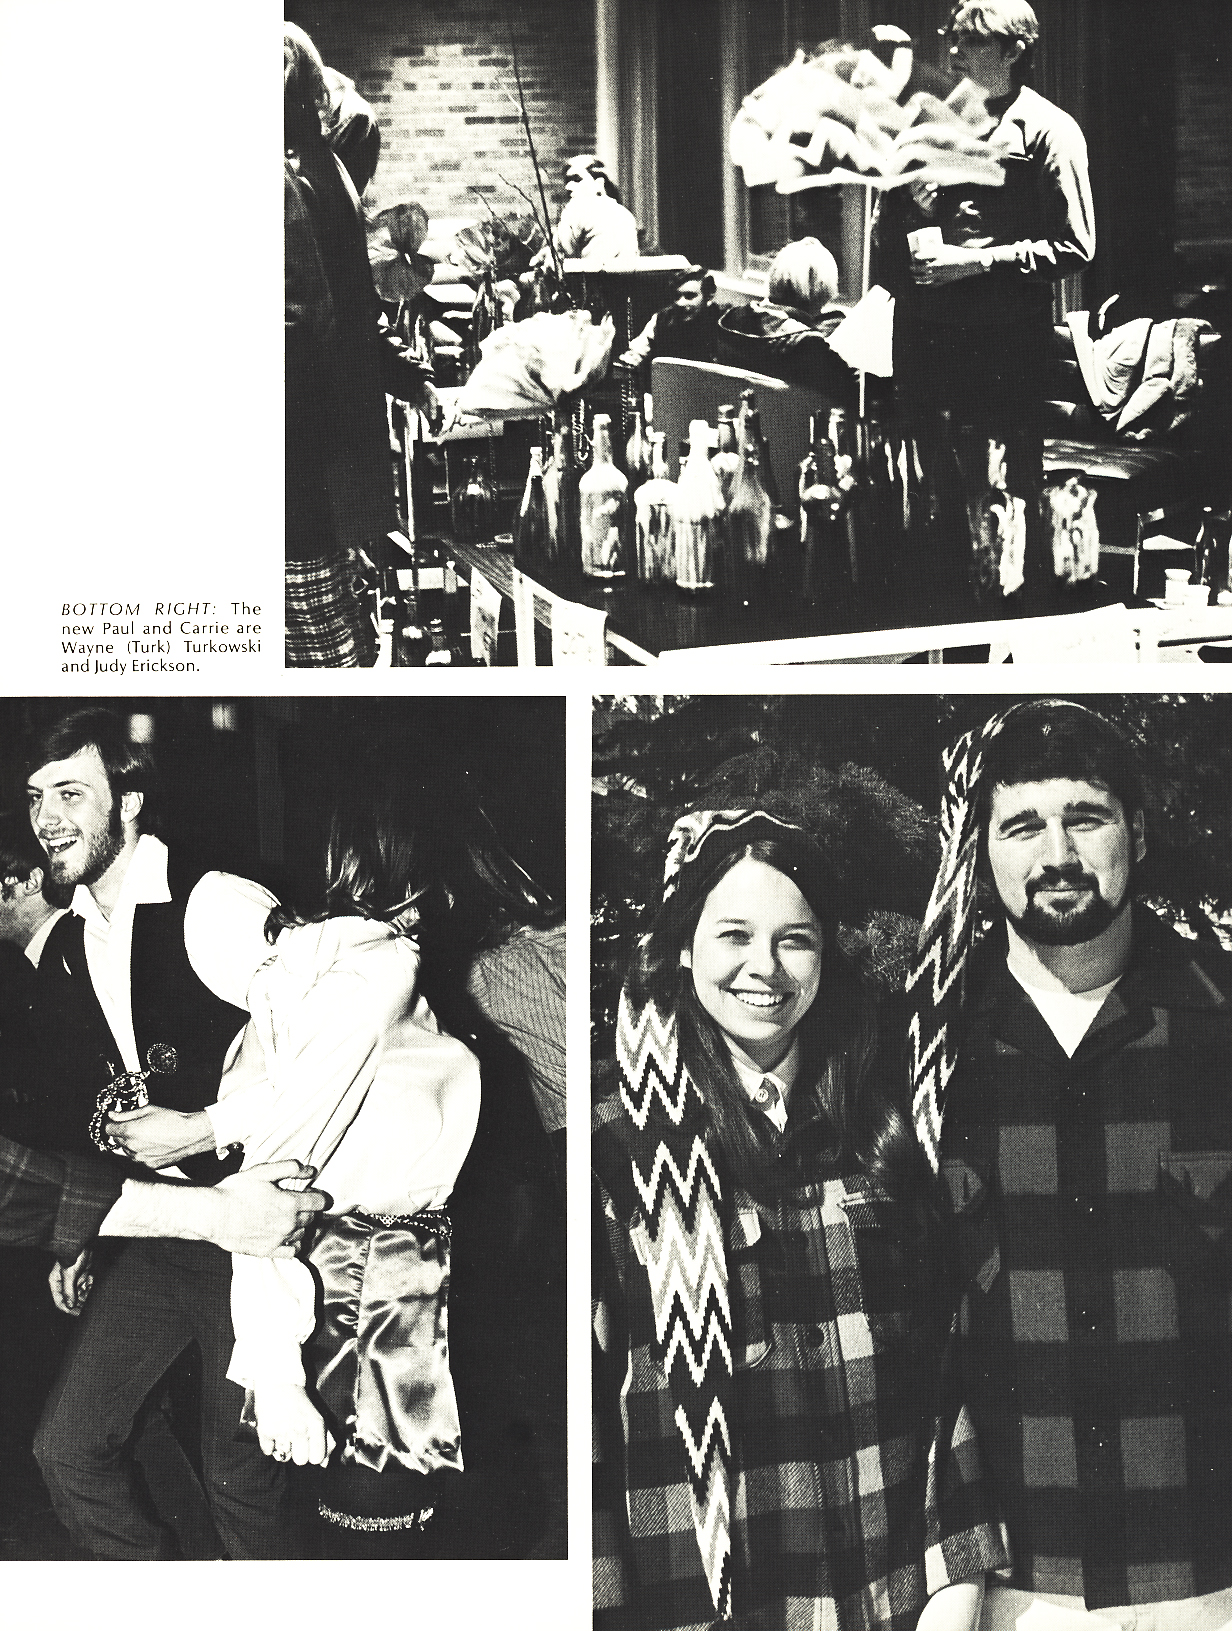 BOTTOM RIGHT: The
new Paul and Carrie are
Wayne (Turk) Turkowski
and Judy Erickson.